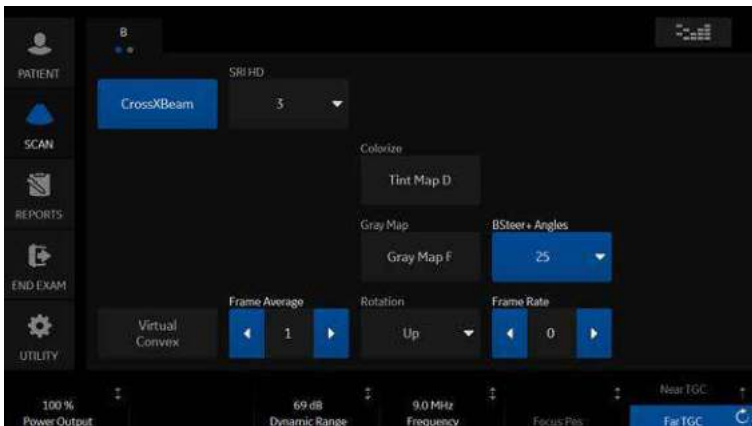 B
PATIENT
SRI HD
CrossXBeam
3
SCAN
Colorize
Tint Map D
REPORTS
Gray Map
BSteer+ Angles
Gray Map F
25
END EXAM
Frame Average
Rotation
Frame Rate
Virtual
Convex
1
Up
0
UTILITY
Near TGC
100 %
69 dB
9.0 MHz
Power Output
Dynamic Range
Frequency
Focus Pos
Far TGC